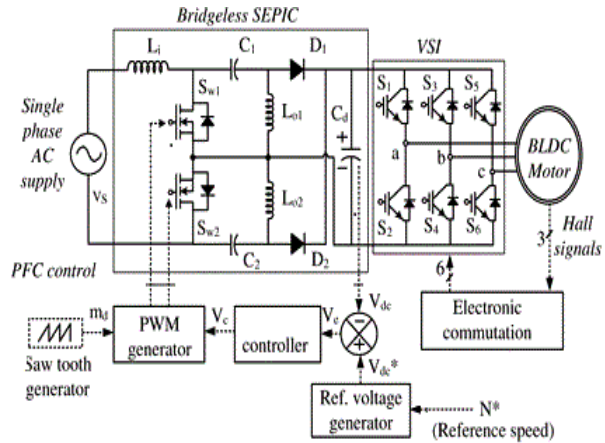 Bridgeless SEPIC
VSI
Li
C1
D1
Sw1
Lo1
Cd
+
−
S1
S3
S5
Single
phase
AC
supply
vS
a
b
c
BLDC
Motor
Lo2
Sw2
C2
D2
S2
S4
S6
Hall
signals
3
6
PFC control
md
Saw tooth
generator
PWM
generator
Vc
controller
Ve
−
+
Vdc
Vdc*
Electronic
commutation
Ref. voltage
generator
N*
(Reference speed)